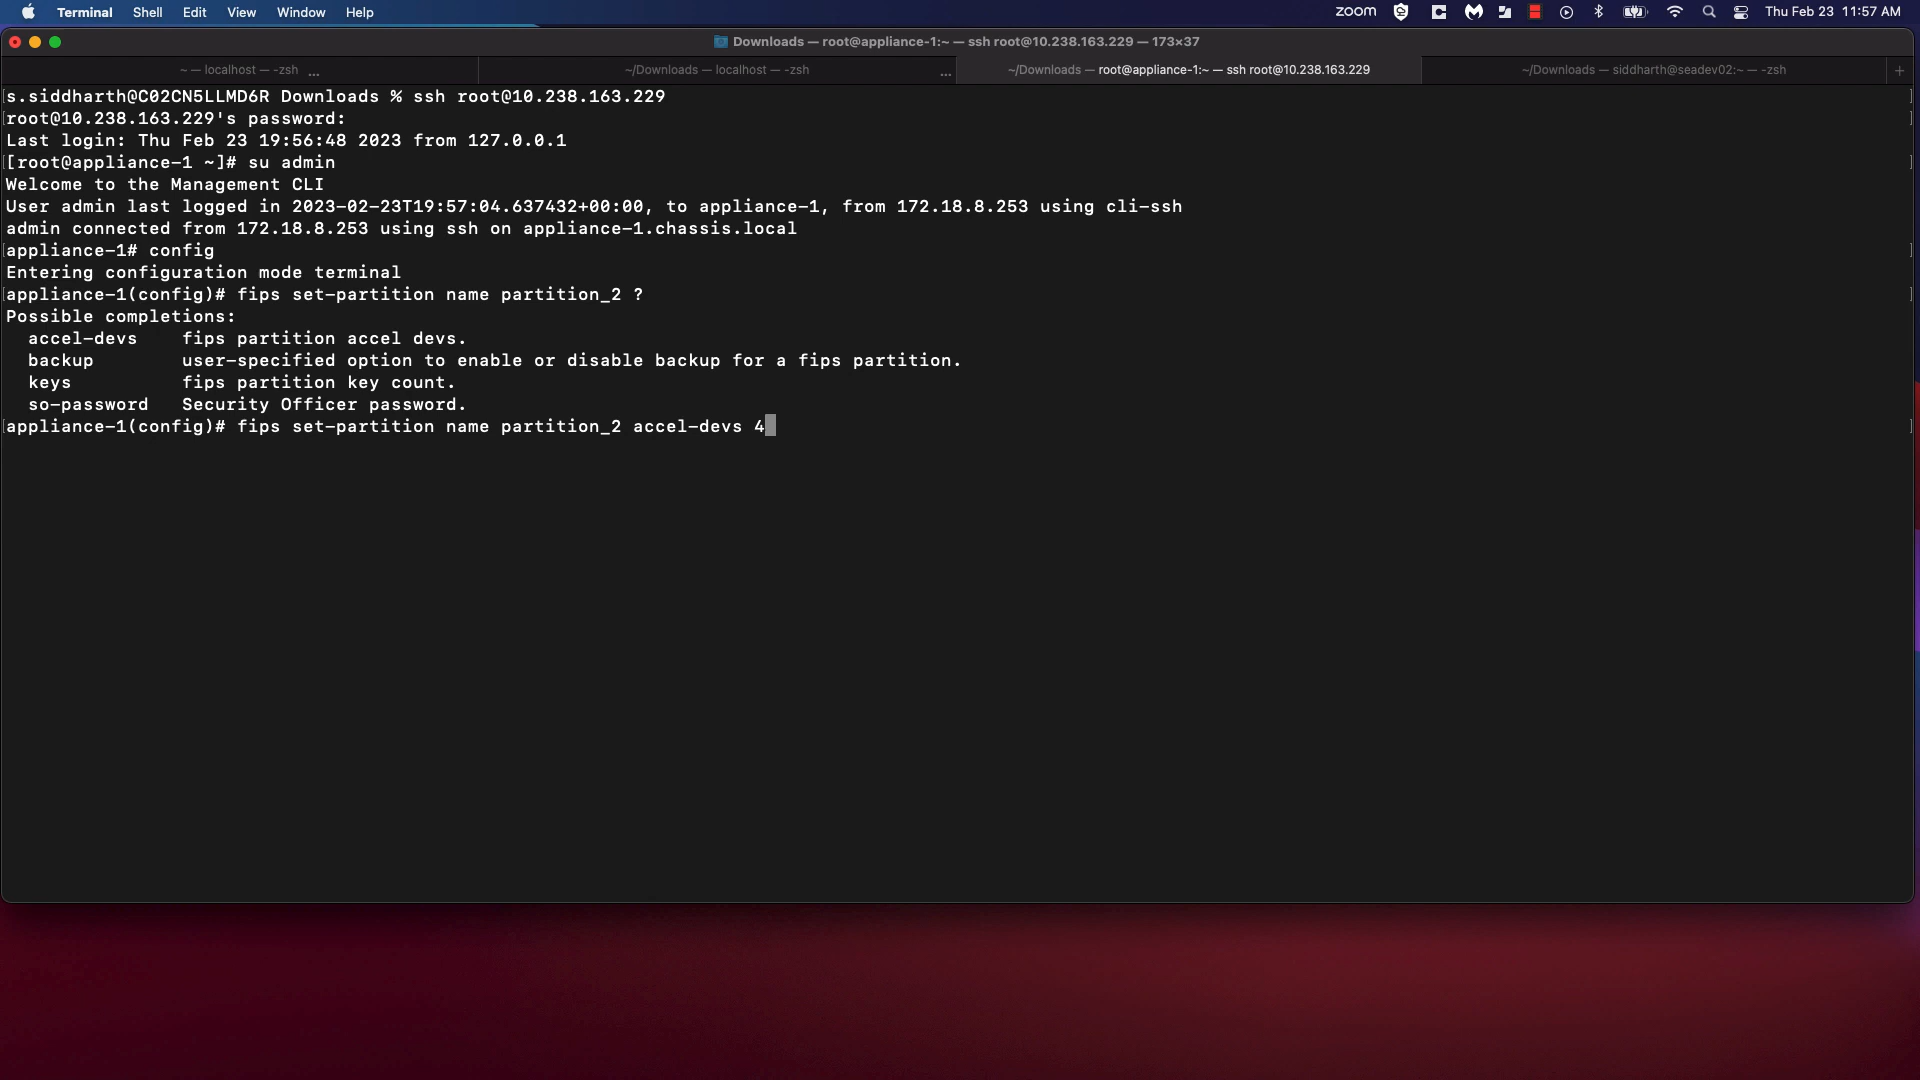 Terminal Shell Edit View Window Help zoom Thu Feb 23 11:57 AM
Downloads — root@appliance-1:~ — ssh root@10.238.163.229 — 173×37
~ — localhost — -zsh ... ~/Downloads — localhost — -zsh ... ~/Downloads — root@appliance-1:~ — ssh root@10.238.163.229 ~/Downloads — siddharth@seadev02:~ — -zsh +
[s.siddharth@C02CN5LLMD6R Downloads % ssh root@10.238.163.229 ]
[root@10.238.163.229's password: ]
Last login: Thu Feb 23 19:56:48 2023 from 127.0.0.1
[[root@appliance-1 ~]# su admin ]
Welcome to the Management CLI
User admin last logged in 2023-02-23T19:57:04.637432+00:00, to appliance-1, from 172.18.8.253 using cli-ssh
admin connected from 172.18.8.253 using ssh on appliance-1.chassis.local
[appliance-1# config ]
Entering configuration mode terminal
[appliance-1(config)# fips set-partition name partition_2 ? ]
Possible completions:
accel-devs fips partition accel devs.
backup user-specified option to enable or disable backup for a fips partition.
keys fips partition key count.
so-password Security Officer password.
[appliance-1(config)# fips set-partition name partition_2 accel-devs 4 ]